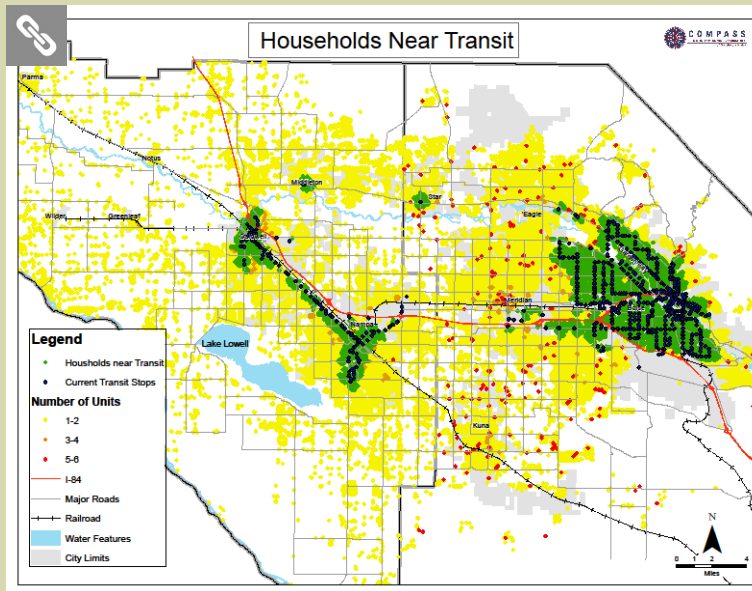 Households Near Transit
COMPASS
Parma
Notus
Middleton
Star
Eagle
Wilder
Greenleaf
Meridian
Nampa
Lake Lowell
Kuna
Legend
Housholds near Transit
Current Transit Stops
Number of Units
1-2
3-4
5-6
I-84
Major Roads
Railroad
Water Features
City Limits
N
0 1 2 4
Miles